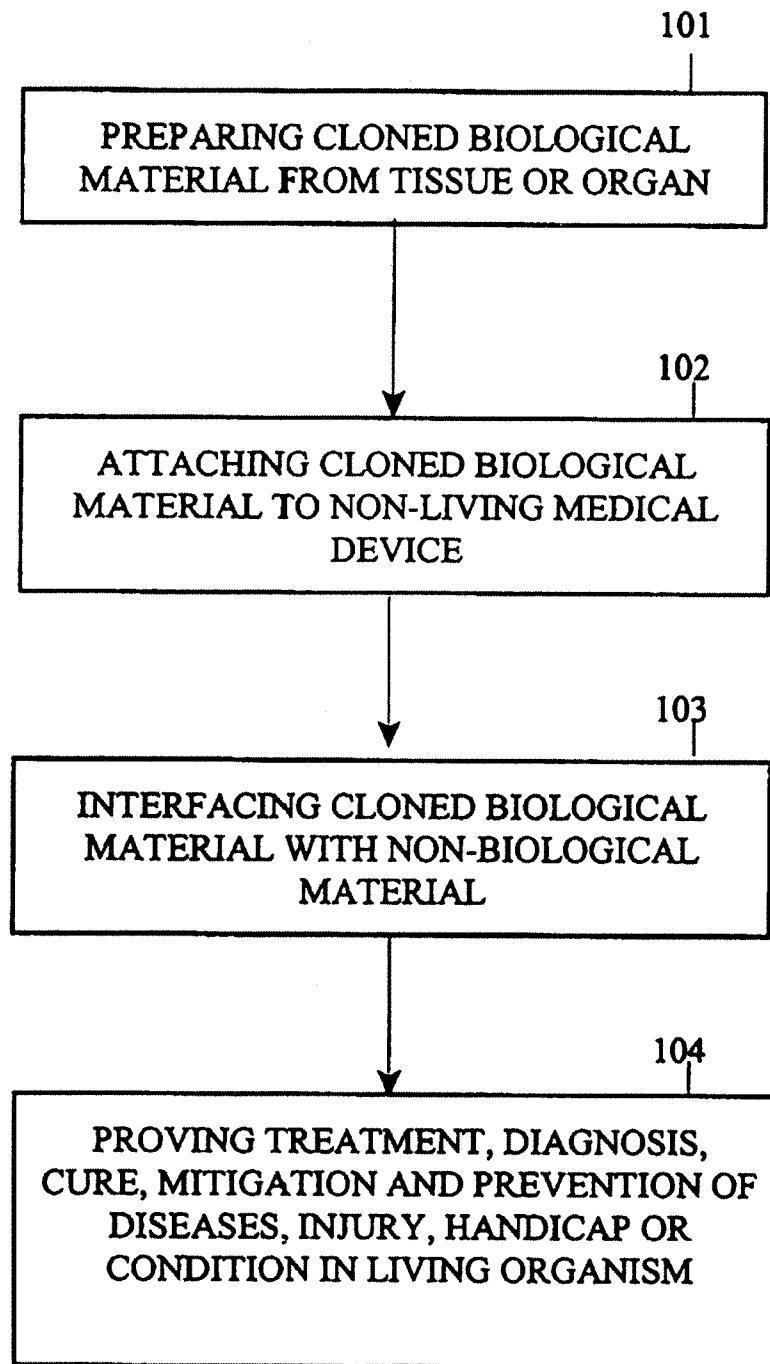 101
PREPARING CLONED BIOLOGICAL
MATERIAL FROM TISSUE OR ORGAN
102
ATTACHING CLONED BIOLOGICAL
MATERIAL TO NON-LIVING MEDICAL
DEVICE
103
INTERFACING CLONED BIOLOGICAL
MATERIAL WITH NON-BIOLOGICAL
MATERIAL
104
PROVING TREATMENT, DIAGNOSIS,
CURE, MITIGATION AND PREVENTION OF
DISEASES, INJURY, HANDICAP OR
CONDITION IN LIVING ORGANISM